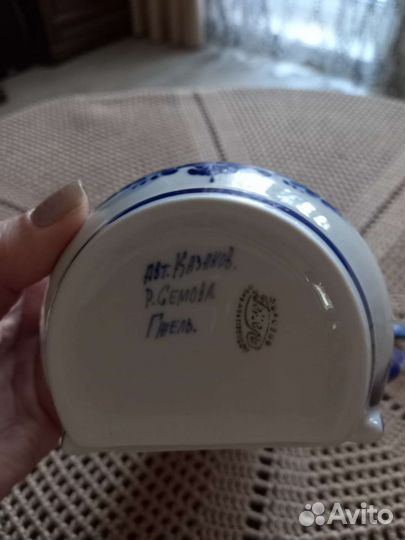 Авт. Казаков.
Р. Семова
Гжель.
Avito